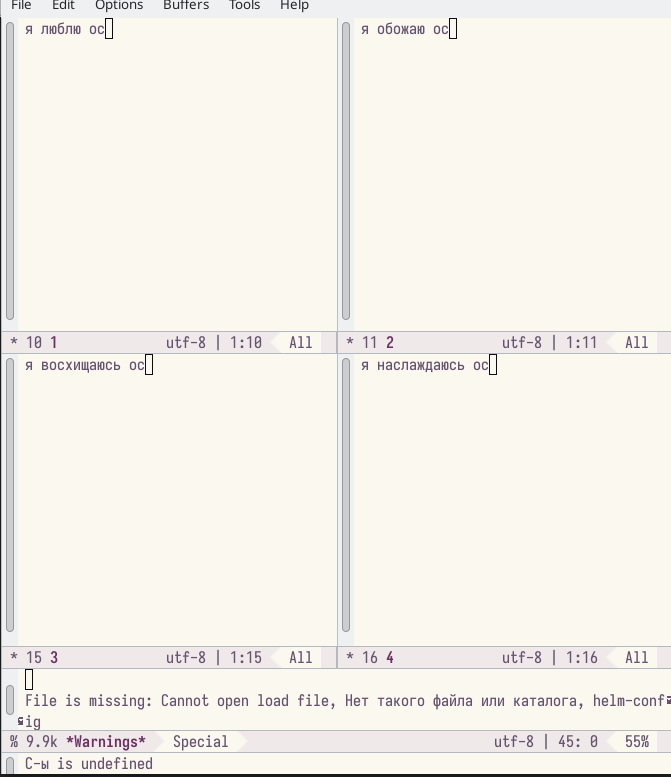 File Edit Options Buffers Tools Help
я люблю ос
я обожаю ос
* 10 1 utf-8 | 1:10 All
* 11 2 utf-8 | 1:11 All
я восхищаюсь ос
я наслаждаюсь ос
* 15 3 utf-8 | 1:15 All
* 16 4 utf-8 | 1:16 All
File is missing: Cannot open load file, Нет такого файла или каталога, helm-conf
ig
% 9.9k *Warnings* Special utf-8 | 45: 0 55%
C-ы is undefined